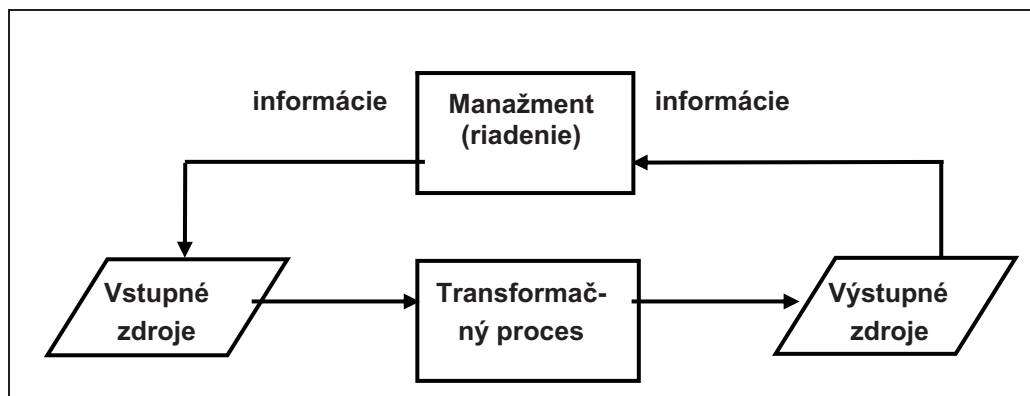 informácie
Manažment
(riadenie)
informácie
Vstupné
zdroje
Transformač-
ný proces
Výstupné
zdroje